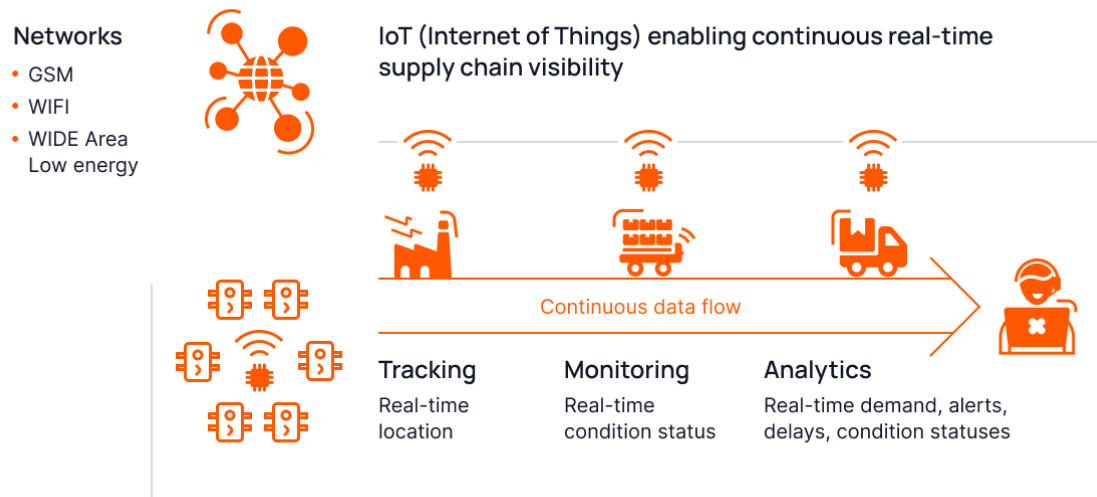 Networks
GSM
WIFI
WIDE Area
Low energy
IoT (Internet of Things) enabling continuous real-time
supply chain visibility
Continuous data flow
Tracking
Real-time
location
Monitoring
Real-time
condition status
Analytics
Real-time demand, alerts,
delays, condition statuses